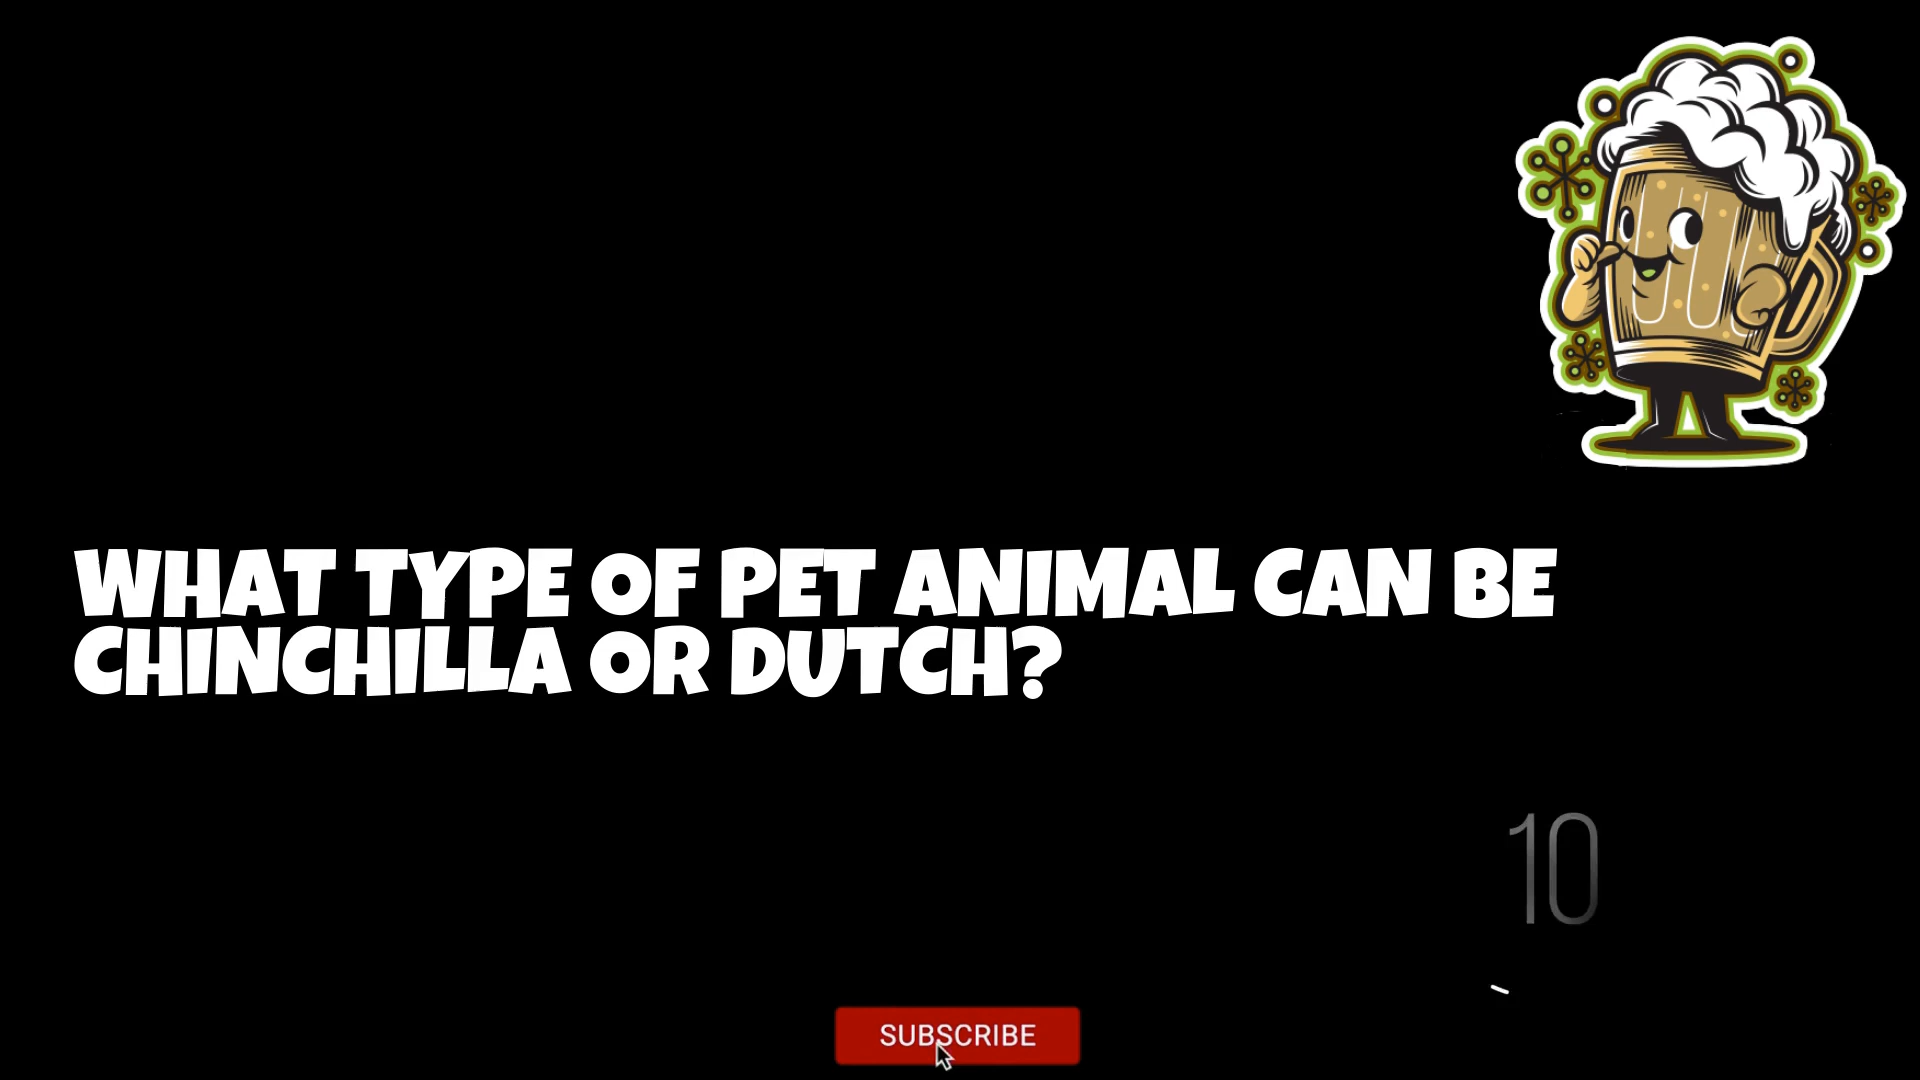 WHAT TYPE OF PET ANIMAL CAN BE
CHINCHILLA OR DUTCH?
10
SUBSCRIBE